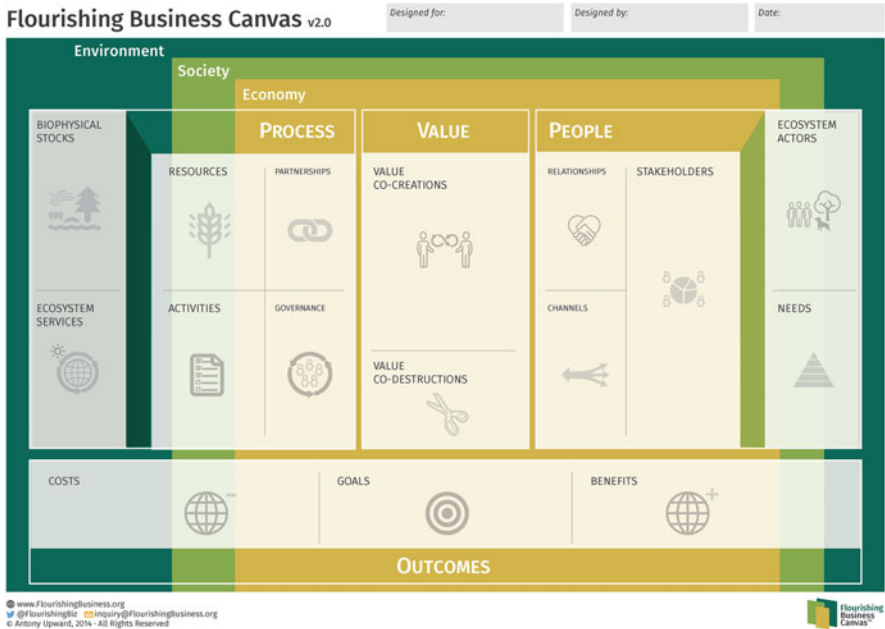 Flourishing Business Canvas v2.0
Designed for:
Designed by:
Date:
Environment
Society
Economy
BIOPHYSICAL
STOCKS
PROCESS
VALUE
PEOPLE
ECOSYSTEM
ACTORS
RESOURCES
PARTNERSHIPS
VALUE
CO-CREATIONS
RELATIONSHIPS
STAKEHOLDERS
ECOSYSTEM
SERVICES
ACTIVITIES
GOVERNANCE
CHANNELS
NEEDS
VALUE
CO-DESTRUCTIONS
COSTS
GOALS
BENEFITS
OUTCOMES
www.FlourishingBusiness.org
@FlourishingBiz inquiry@FlourishingBusiness.org
© Antony Upward, 2014 - All Rights Reserved
Flourishing
Business
Canvas™